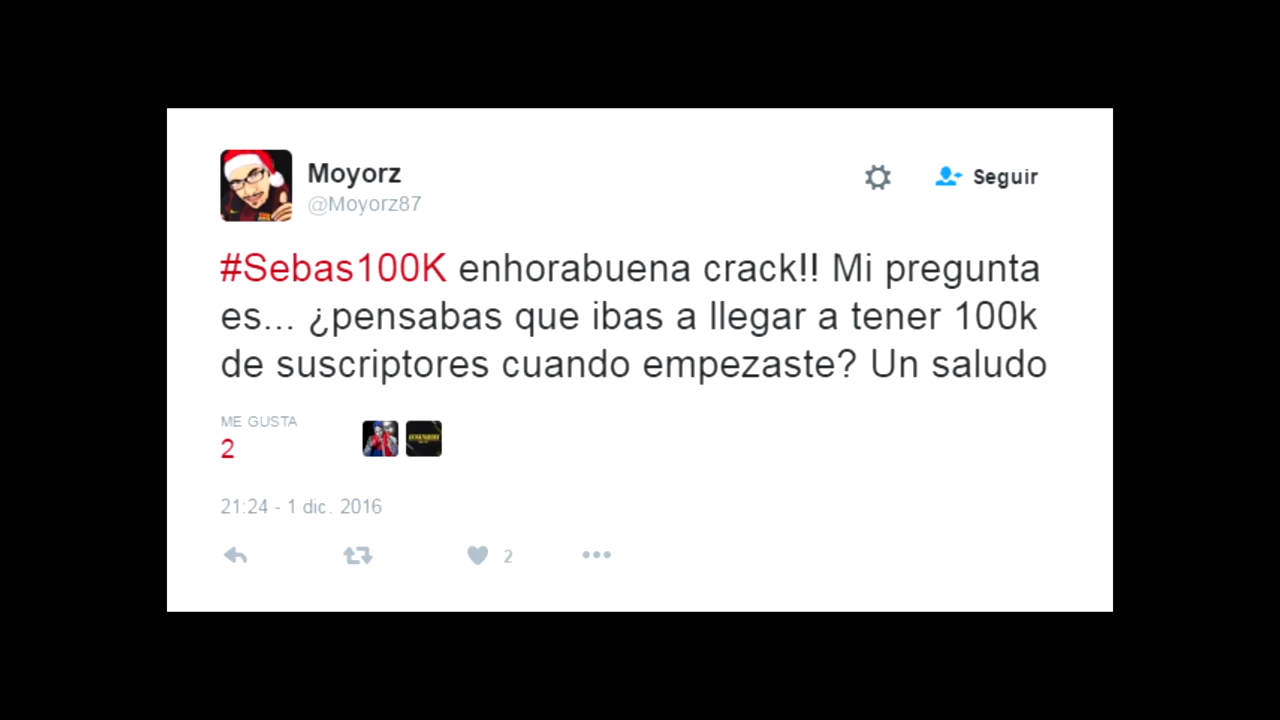 Moyorz
@Moyorz87
Seguir
#Sebas100K enhorabuena crack!! Mi pregunta
es... ¿pensabas que ibas a llegar a tener 100k
de suscriptores cuando empezaste? Un saludo
ME GUSTA
2
21:24 - 1 dic. 2016
2